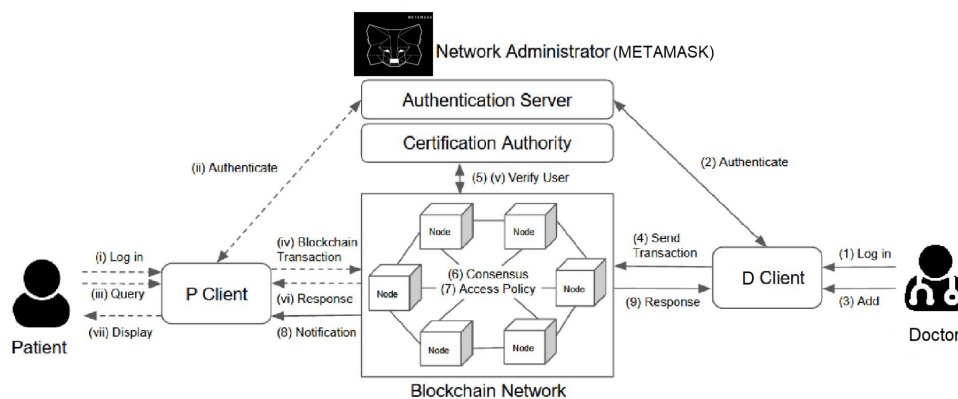 METAMASK
Network Administrator (METAMASK)
Authentication Server
Certification Authority
(ii) Authenticate
(2) Authenticate
(5) (v) Verify User
(i) Log in
(iii) Query
(vii) Display
Patient
P Client
(iv) Blockchain
Transaction
(vi) Response
(8) Notification
Node
Node
Node
(6) Consensus
(7) Access Policy
Node
Node
Node
Blockchain Network
(4) Send
Transaction
(9) Response
D Client
(1) Log in
(3) Add
Doctor